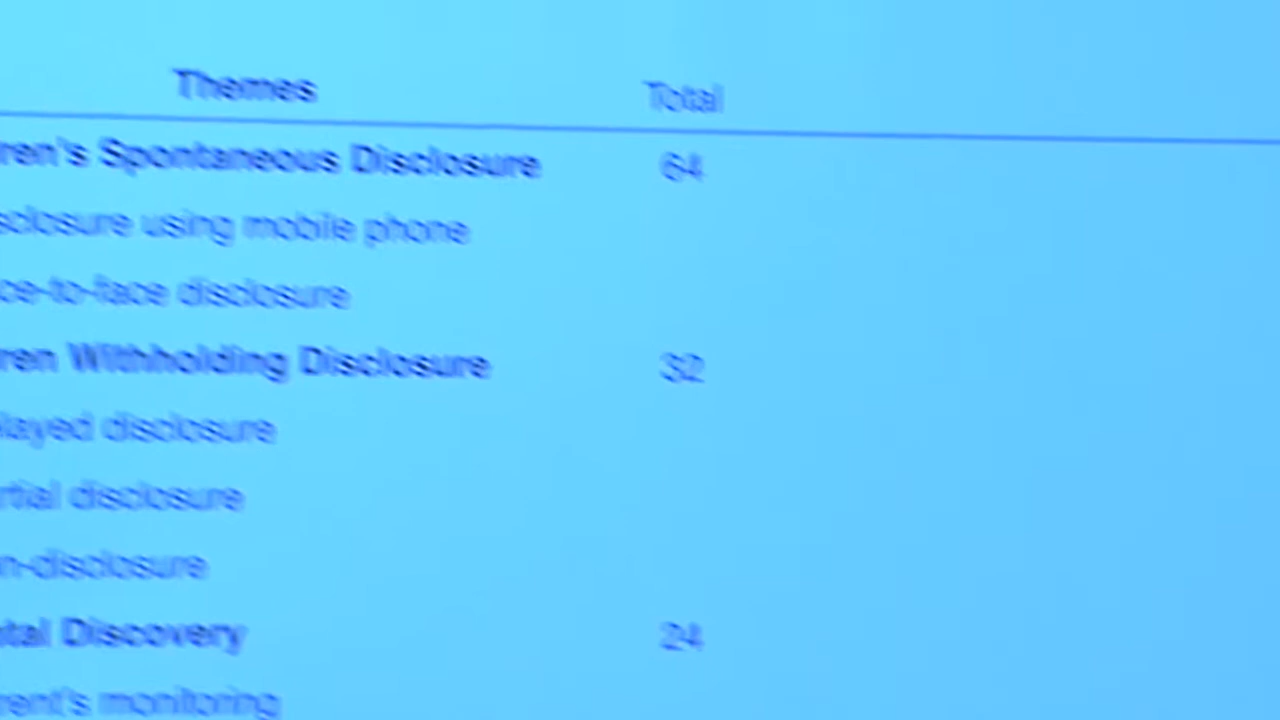 Themes Total
ren's Spontaneous Disclosure 64
sclosure using mobile phone
ce-to-face disclosure
ren Withholding Disclosure 32
layed disclosure
rtial disclosure
n-disclosure
tal Discovery 24
rent's monitoring